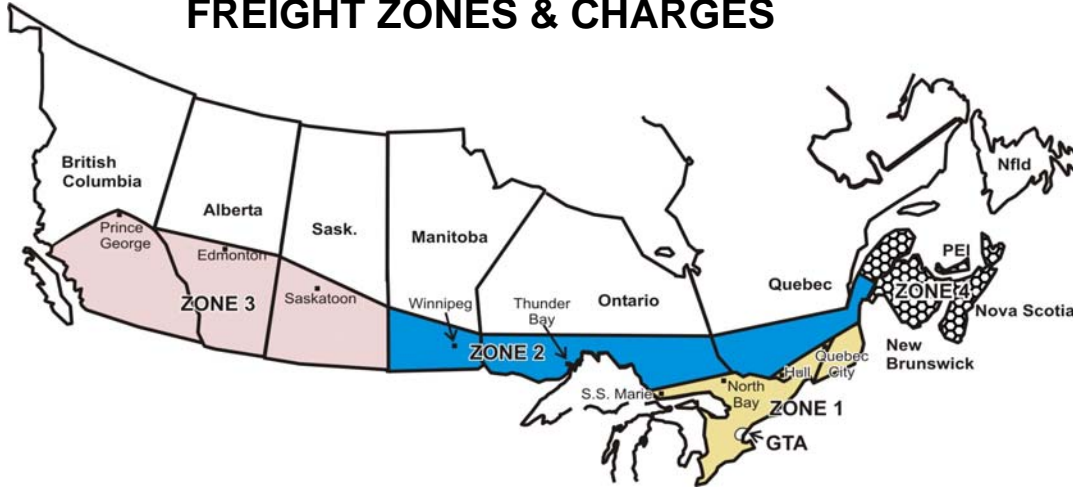 FREIGHT ZONES & CHARGES
British
Columbia
Alberta
Sask.
Manitoba
Ontario
Quebec
Nfld
PEI
Nova Scotia
New
Brunswick
Prince
George
Edmonton
Saskatoon
Winnipeg
Thunder
Bay
S.S. Marie
North
Bay
Hull
Quebec
City
ZONE 3
ZONE 2
ZONE 4
ZONE 1
GTA